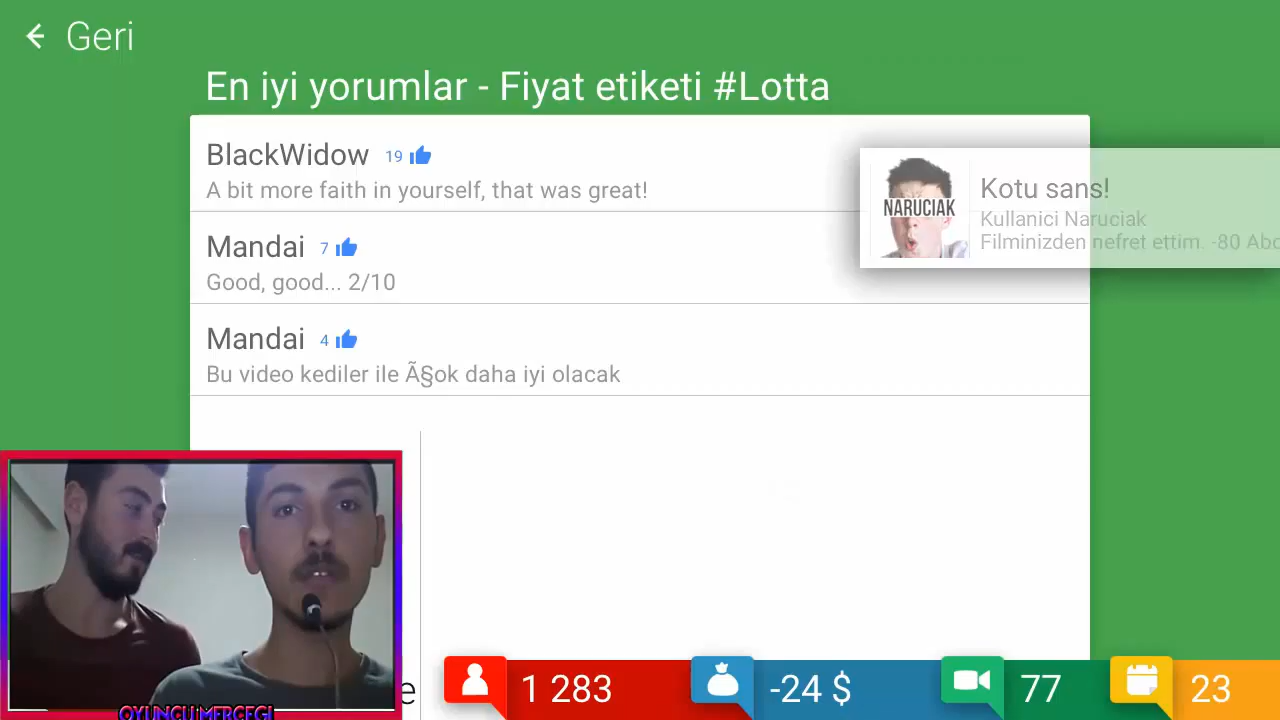 Geri
En iyi yorumlar - Fiyat etiketi #Lotta
BlackWidow 19
A bit more faith in yourself, that was great!
Mandai 7
Good, good... 2/10
Mandai 4
Bu video kediler ile Ã§ok daha iyi olacak
NARUCIAK
Kotu sans!
Kullanici Naruciak
Filminizden nefret ettim. -80 Abo
e
OYUNCU MERCEGI
1 283
-24 $
77
23